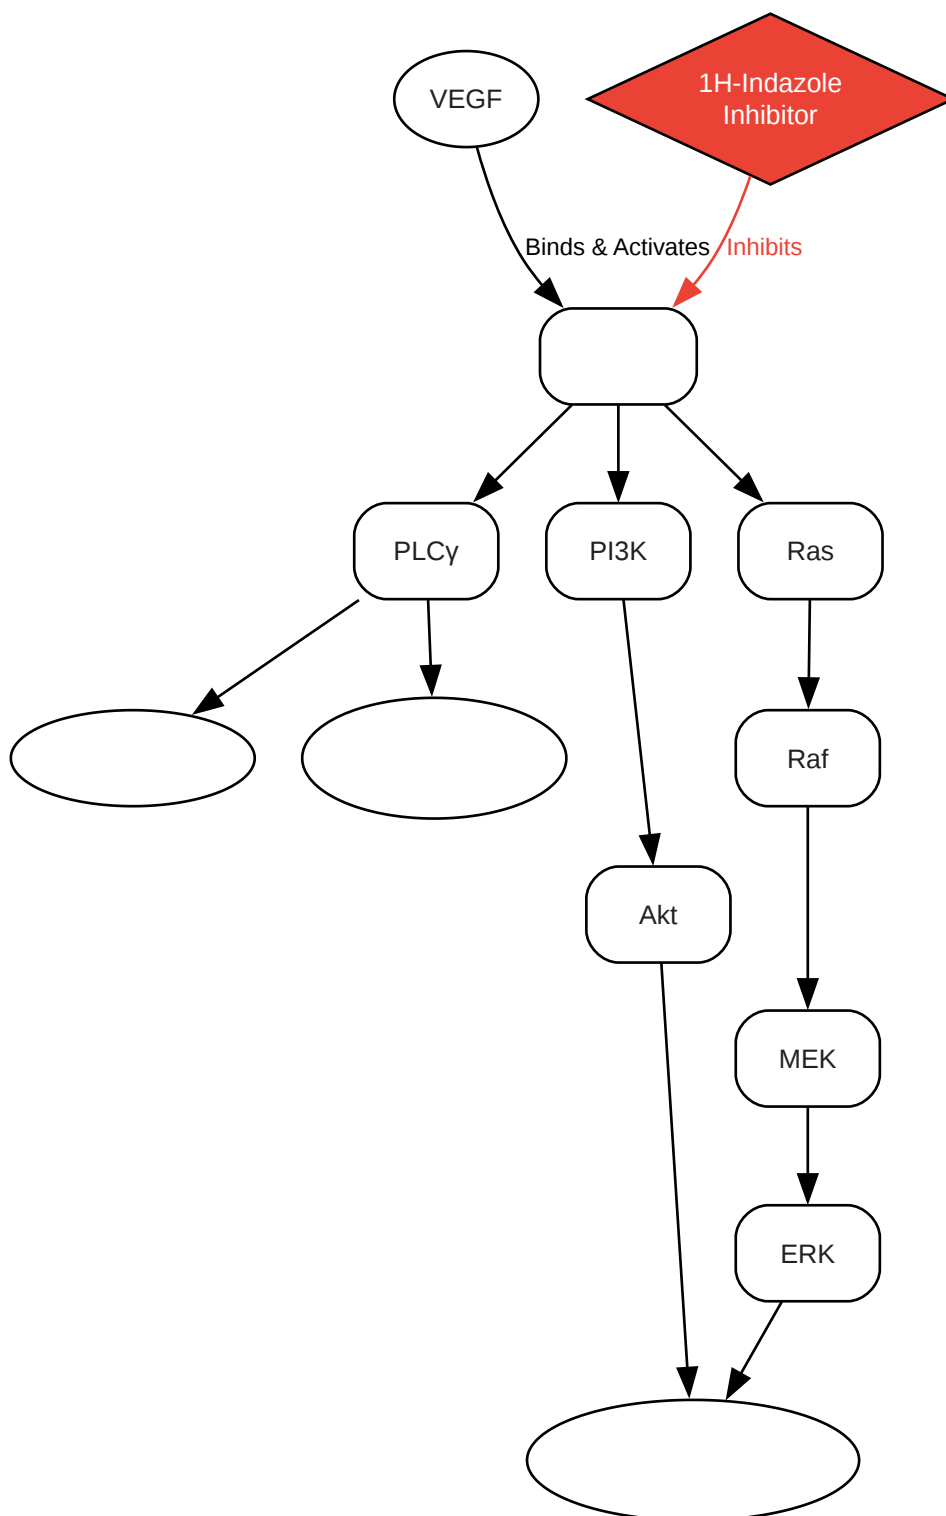 VEGF
1H-Indazole
Inhibitor
Binds & Activates
Inhibits
PLCγ
PI3K
Ras
Raf
Akt
MEK
ERK